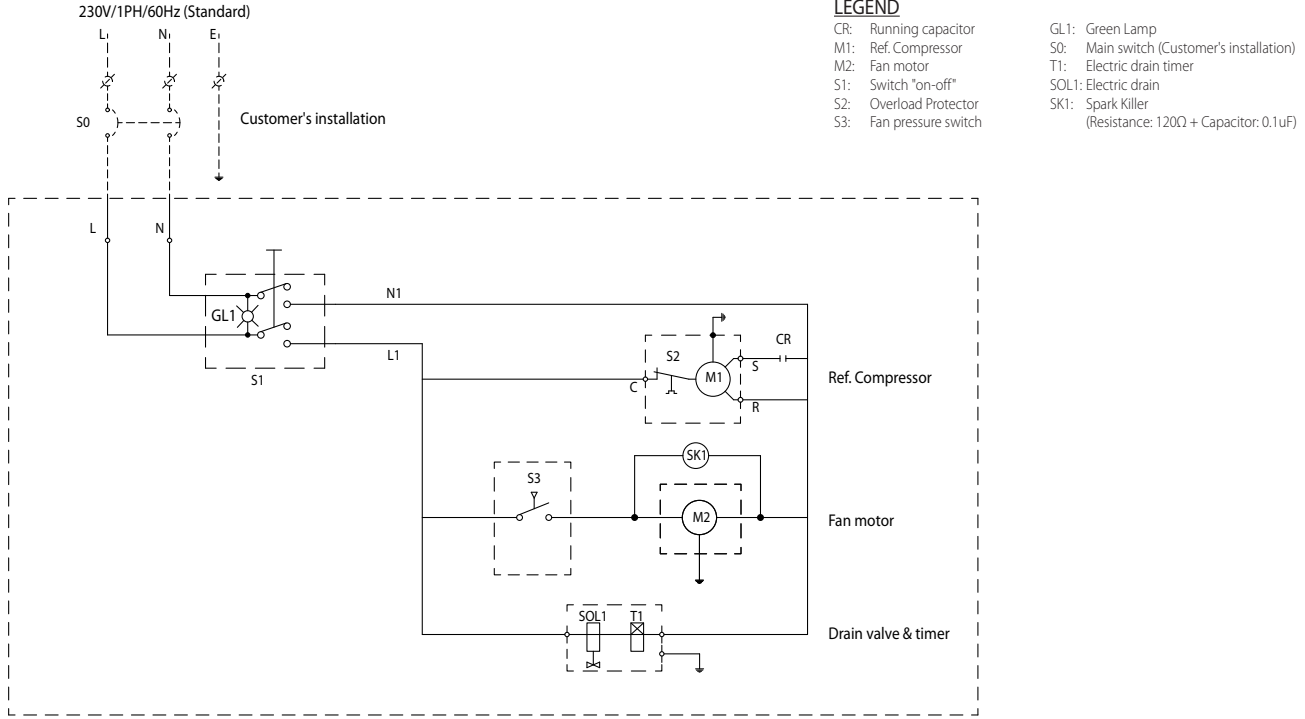 230V/1PH/60Hz (Standard)
L N E
S0
Customer's installation
LEGEND
CR: Running capacitor
M1: Ref. Compressor
M2: Fan motor
S1: Switch "on-off"
S2: Overload Protector
S3: Fan pressure switch
GL1: Green Lamp
S0: Main switch (Customer's installation)
T1: Electric drain timer
SOL1: Electric drain
SK1: Spark Killer
(Resistance: 120Ω + Capacitor: 0.1uF)
L N
GL1
S1
N1
L1
S2
C
M1
S
R
CR
Ref. Compressor
SK1
S3
M2
Fan motor
SOL1 T1
Drain valve & timer